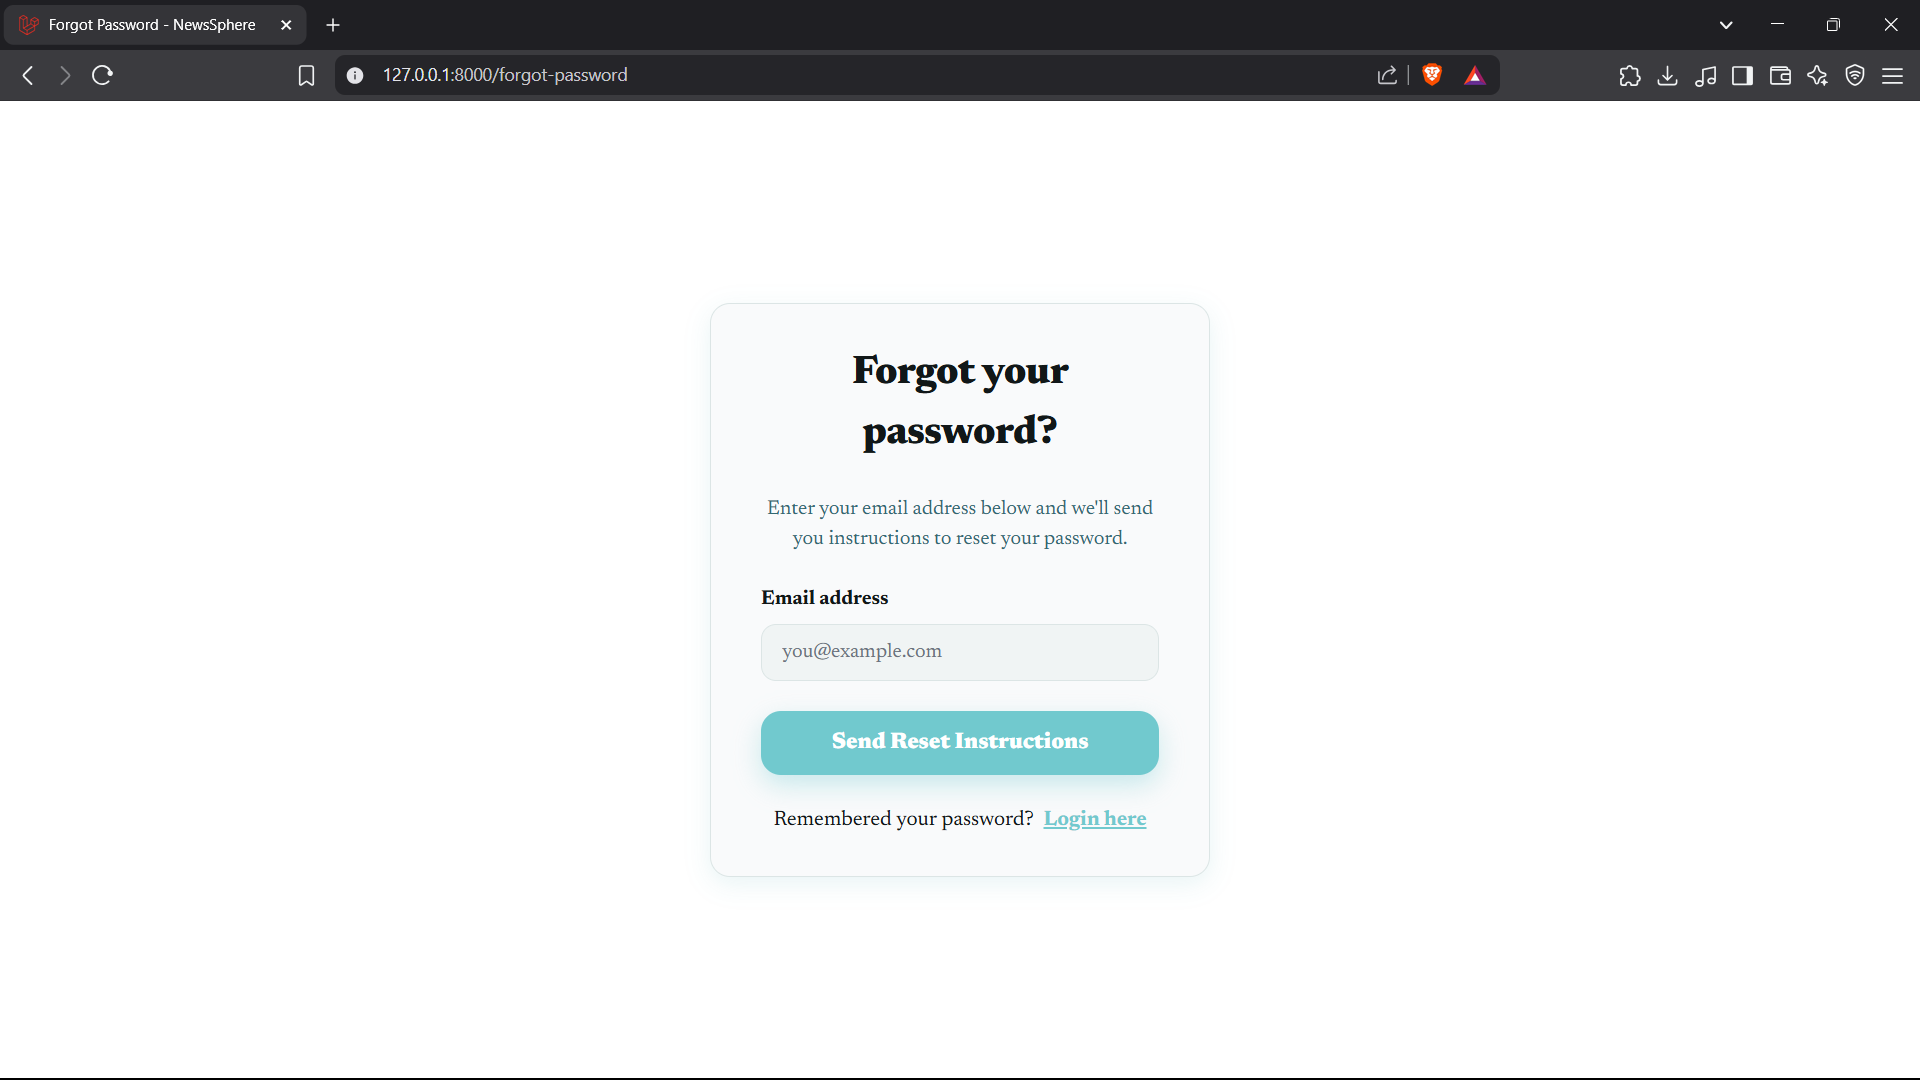 Forgot Password - NewsSphere
127.0.0.1:8000/forgot-password
Forgot your
password?
Enter your email address below and we'll send
you instructions to reset your password.
Email address
you@example.com
Send Reset Instructions
Remembered your password? Login here